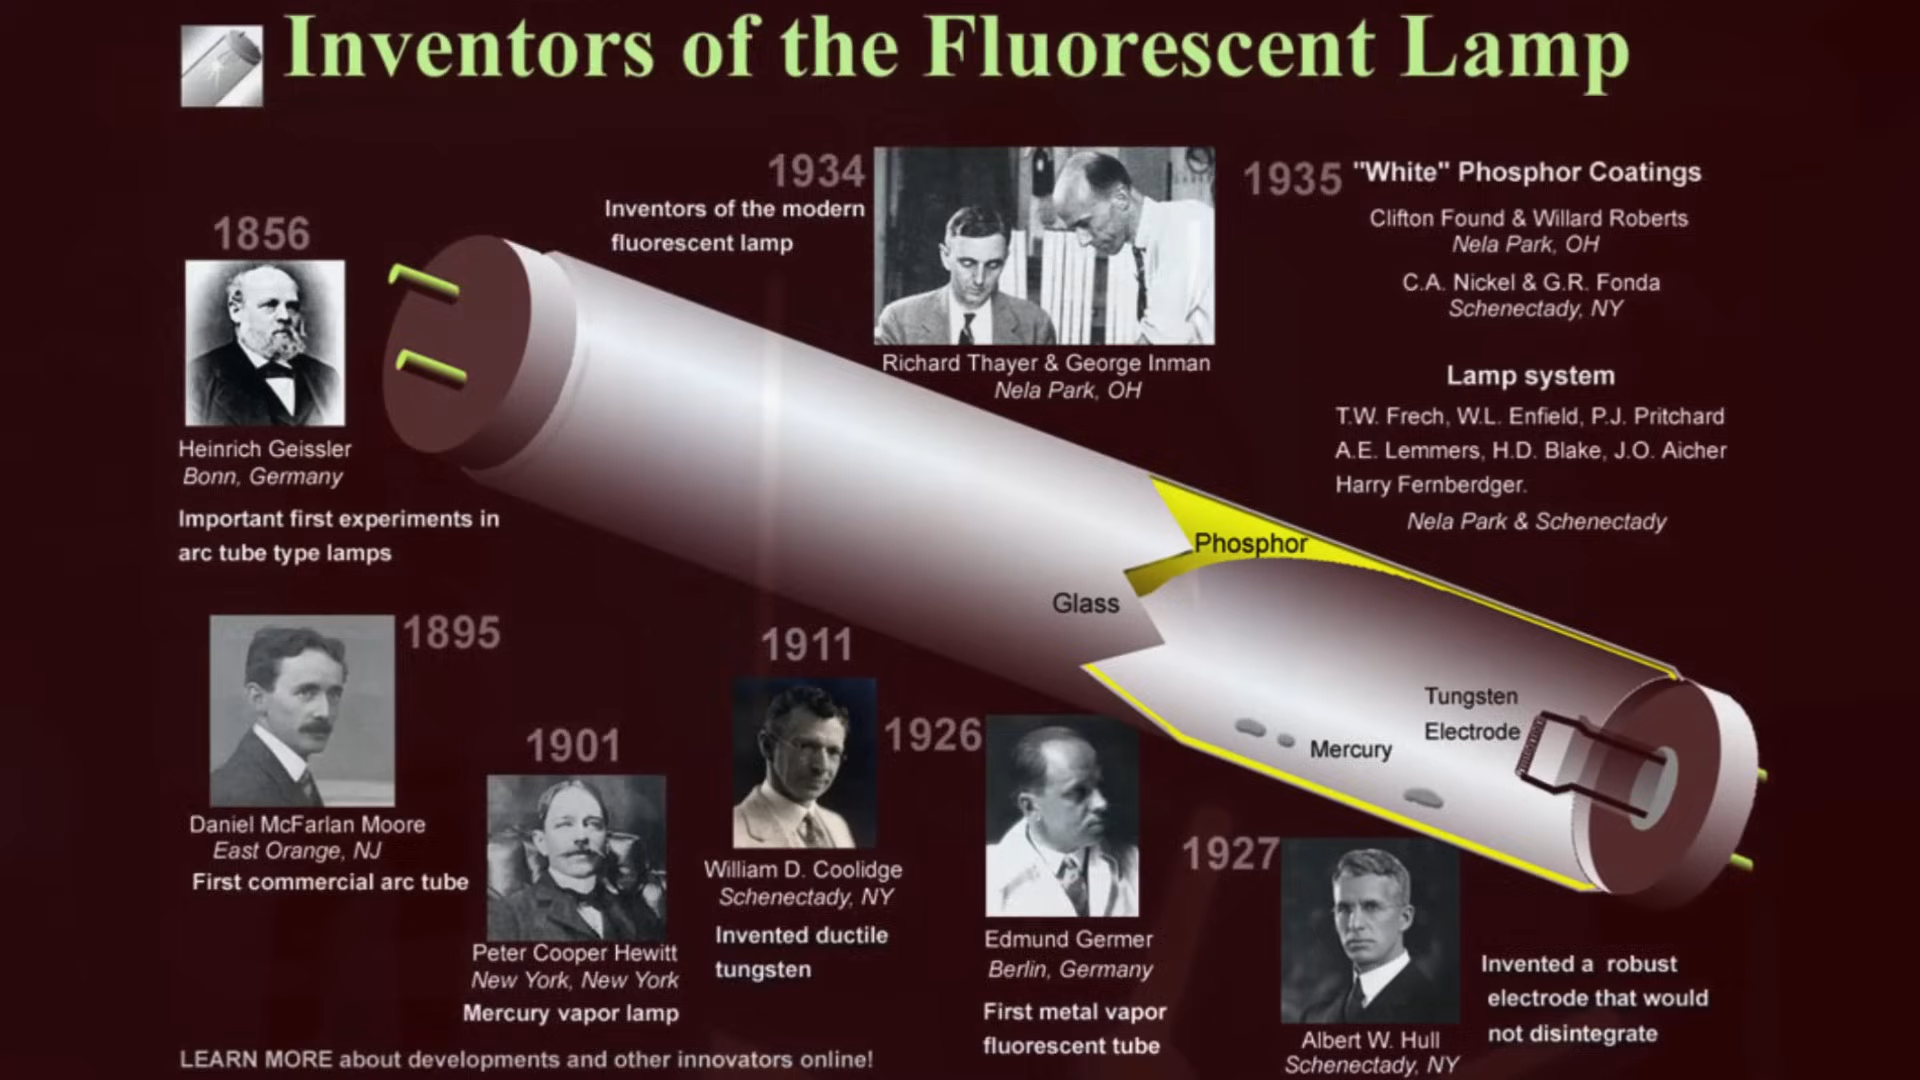 Inventors of the Fluorescent Lamp
1856
Heinrich Geissler
Bonn, Germany
Important first experiments in
arc tube type lamps
1934
Inventors of the modern
fluorescent lamp
Richard Thayer & George Inman
Nela Park, OH
1935
"White" Phosphor Coatings
Clifton Found & Willard Roberts
Nela Park, OH
C.A. Nickel & G.R. Fonda
Schenectady, NY
Lamp system
T.W. Frech, W.L. Enfield, P.J. Pritchard
A.E. Lemmers, H.D. Blake, J.O. Aicher
Harry Fernberdger.
Nela Park & Schenectady
Phosphor
Glass
Mercury
Tungsten
Electrode
1895
Daniel McFarlan Moore
East Orange, NJ
First commercial arc tube
1901
Peter Cooper Hewitt
New York, New York
Mercury vapor lamp
1911
William D. Coolidge
Schenectady, NY
Invented ductile
tungsten
1926
Edmund Germer
Berlin, Germany
First metal vapor
fluorescent tube
1927
Albert W. Hull
Schenectady, NY
Invented a robust
electrode that would
not disintegrate
LEARN MORE about developments and other innovators online!